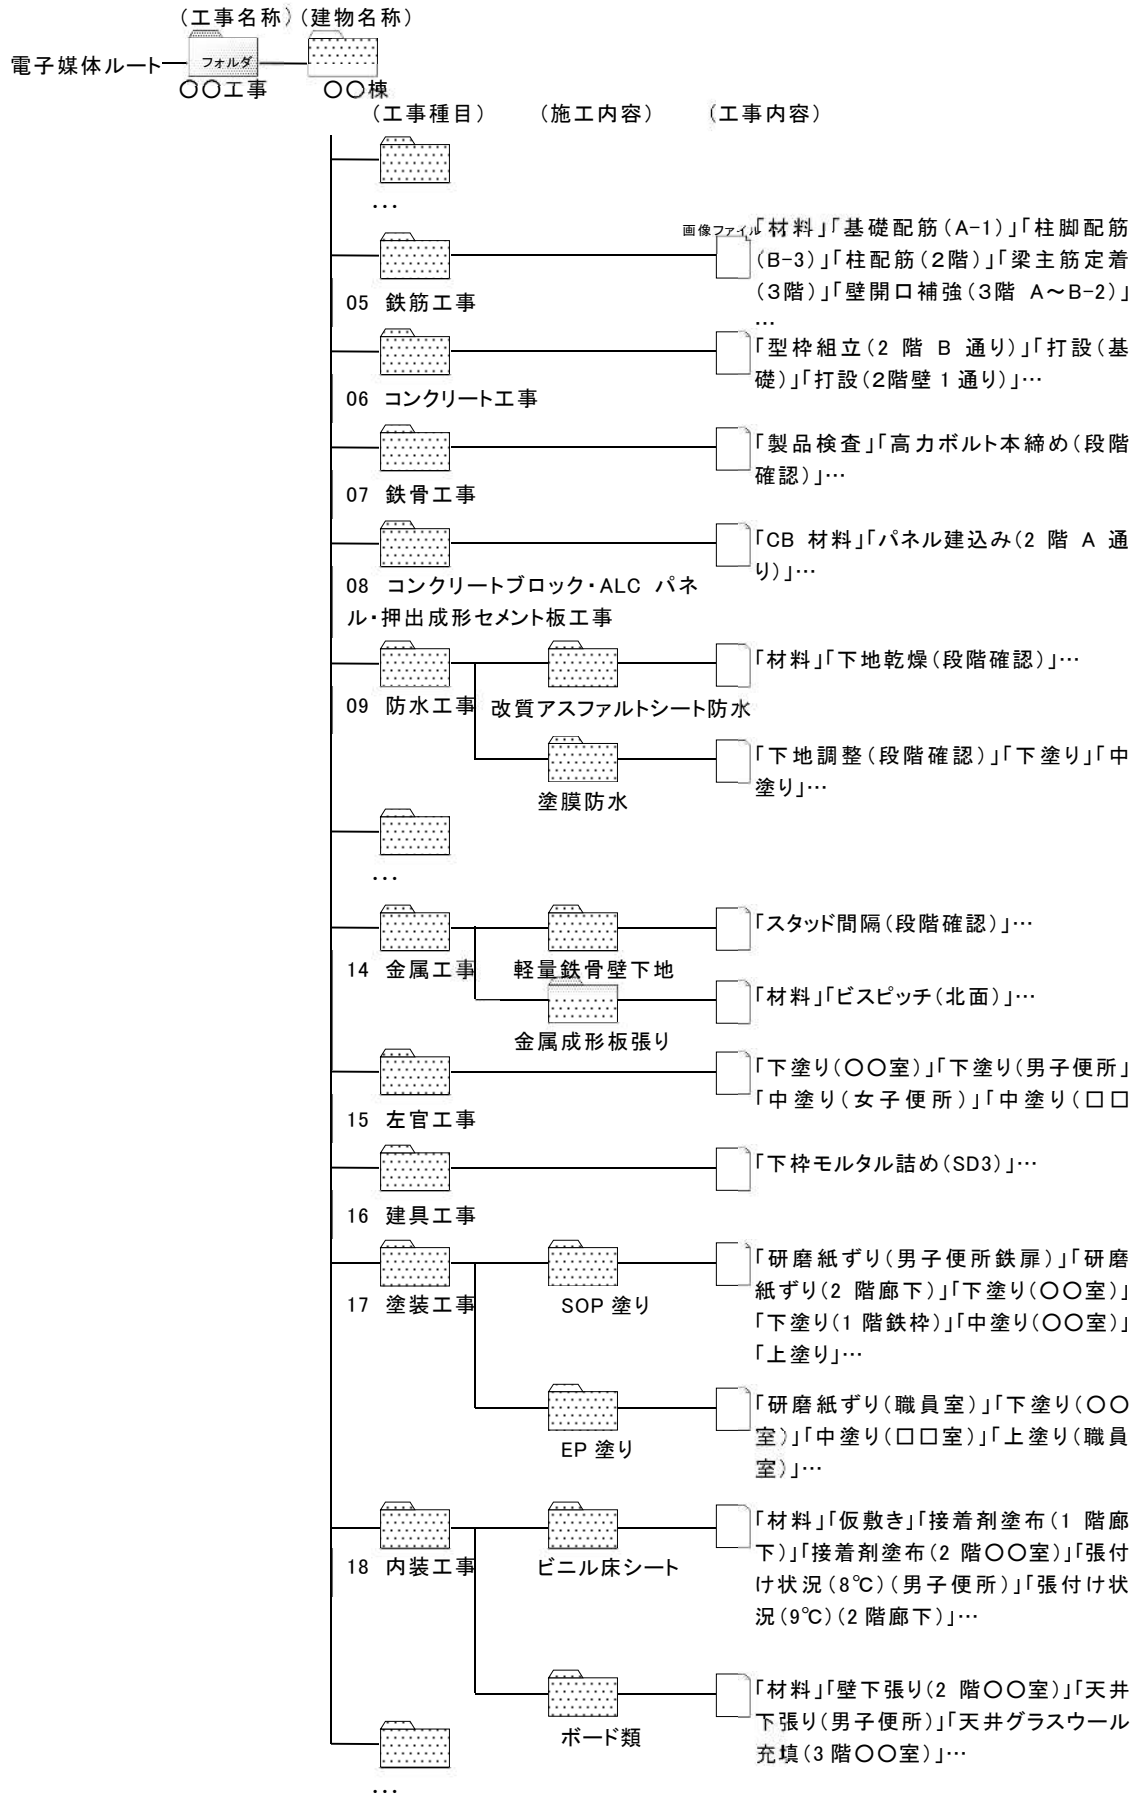 (工事名称) (建物名称)
電子媒体ルート フォルダ
〇〇工事 〇〇棟
(工事種目) (施工内容) (工事内容)
…
画像ファイル 「材料」「基礎配筋(A-1)」「柱脚配筋
(B-3)」「柱配筋(2階)」「梁主筋定着
(3階)」「壁開口補強(3階 A～B-2)」
…
05 鉄筋工事
「型枠組立(2 階 B 通り)」「打設(基
礎)」「打設(2階壁 1 通り)」…
06 コンクリート工事
「製品検査」「高力ボルト本締め(段階
確認)」…
07 鉄骨工事
「CB 材料」「パネル建込み(2 階 A 通
り)」…
08 コンクリートブロック・ALC パネ
ル・押出成形セメント板工事
「材料」「下地乾燥(段階確認)」…
09 防水工事 改質アスファルトシート防水
「下地調整(段階確認)」「下塗り」「中
塗り」…
塗膜防水
…
「スタッド間隔(段階確認)」…
14 金属工事 軽量鉄骨壁下地
「材料」「ビスピッチ(北面)」…
金属成形板張り
「下塗り(〇〇室)」「下塗り(男子便所」
「中塗り(女子便所)」「中塗り(□□
15 左官工事
「下枠モルタル詰め(SD3)」…
16 建具工事
「研磨紙ずり(男子便所鉄扉)」「研磨
紙ずり(2 階廊下)」「下塗り(〇〇室)」
「下塗り(1 階鉄枠)」「中塗り(〇〇室)」
「上塗り」…
17 塗装工事 SOP 塗り
「研磨紙ずり(職員室)」「下塗り(〇〇
室)」「中塗り(□□室)」「上塗り(職員
室)」…
EP 塗り
「材料」「仮敷き」「接着剤塗布(1 階廊
下)」「接着剤塗布(2 階〇〇室)」「張付
け状況(8℃)(男子便所)」「張付け状
況(9℃)(2 階廊下)」…
18 内装工事 ビニル床シート
「材料」「壁下張り(2 階〇〇室)」「天井
下張り(男子便所)」「天井グラスウール
充填(3 階〇〇室)」…
ボード類
…